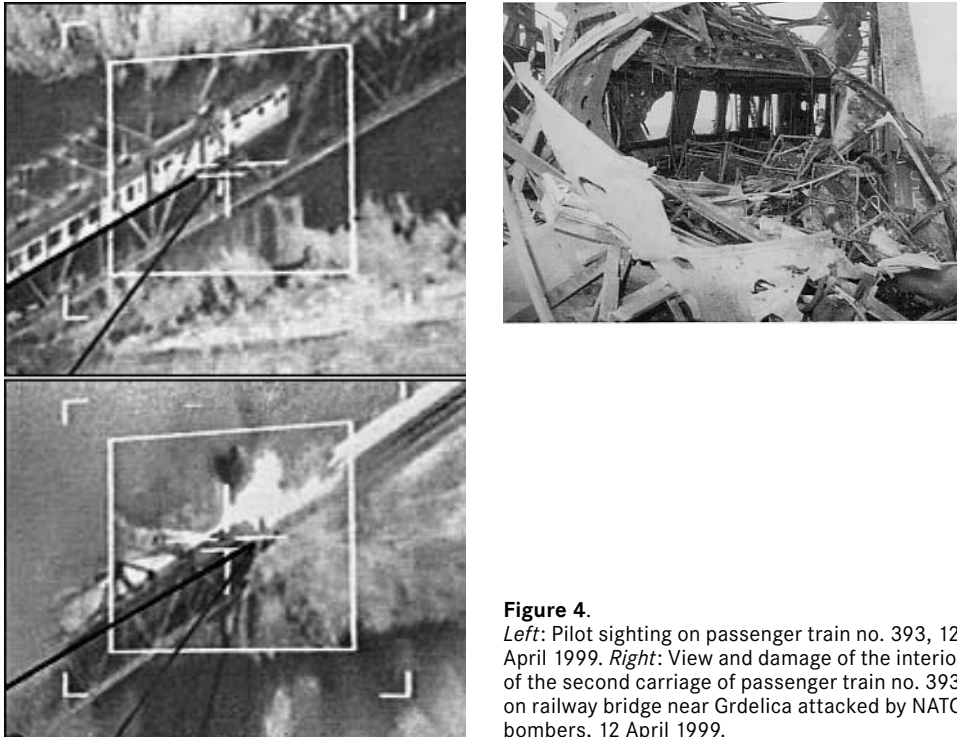 Figure 4.
Left: Pilot sighting on passenger train no. 393, 12
April 1999. Right: View and damage of the interio
of the second carriage of passenger train no. 393
on railway bridge near Grdelica attacked by NATO
bombers, 12 April 1999.